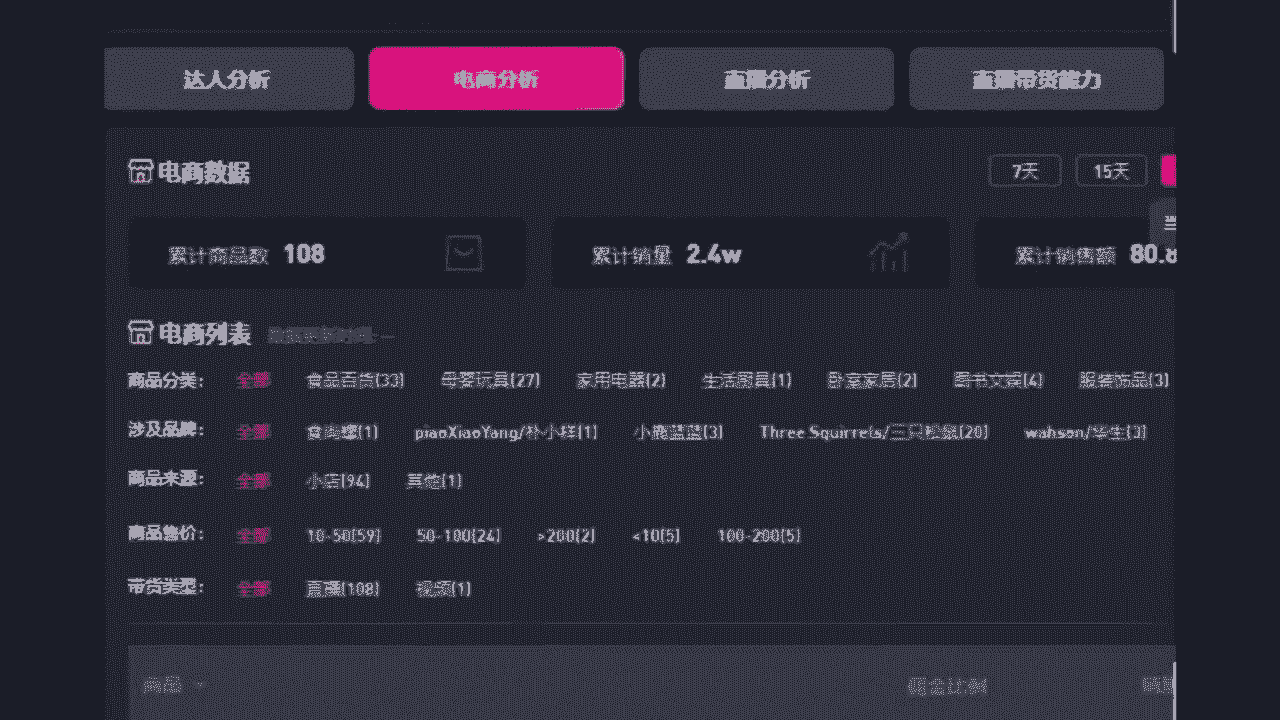 达人分析 电商分析 直播分析 直播带货能力
电商数据 7天 15天
累计商品数 108 累计销量 2.4w 累计销售额 80.8
电商列表
商品分类: 全部 食品百货(33) 母婴玩具(27) 家用电器(2) 生活厨具(1) 卧室家居(2) 图书文娱(4) 服装饰品(3)
涉及品牌: 全部 piaoXiaoYang/朴小样(1) 小鹿蓝蓝(3) Three Squirrels/三只松鼠(20) wahson/华生(3)
商品来源: 全部 小店(94) 其他(1)
商品售价: 全部 10-50(59) 50-100(24) >200(2) <10(5) 100-200(5)
带货类型: 全部 直播(108) 视频(1)
商品 佣金比例